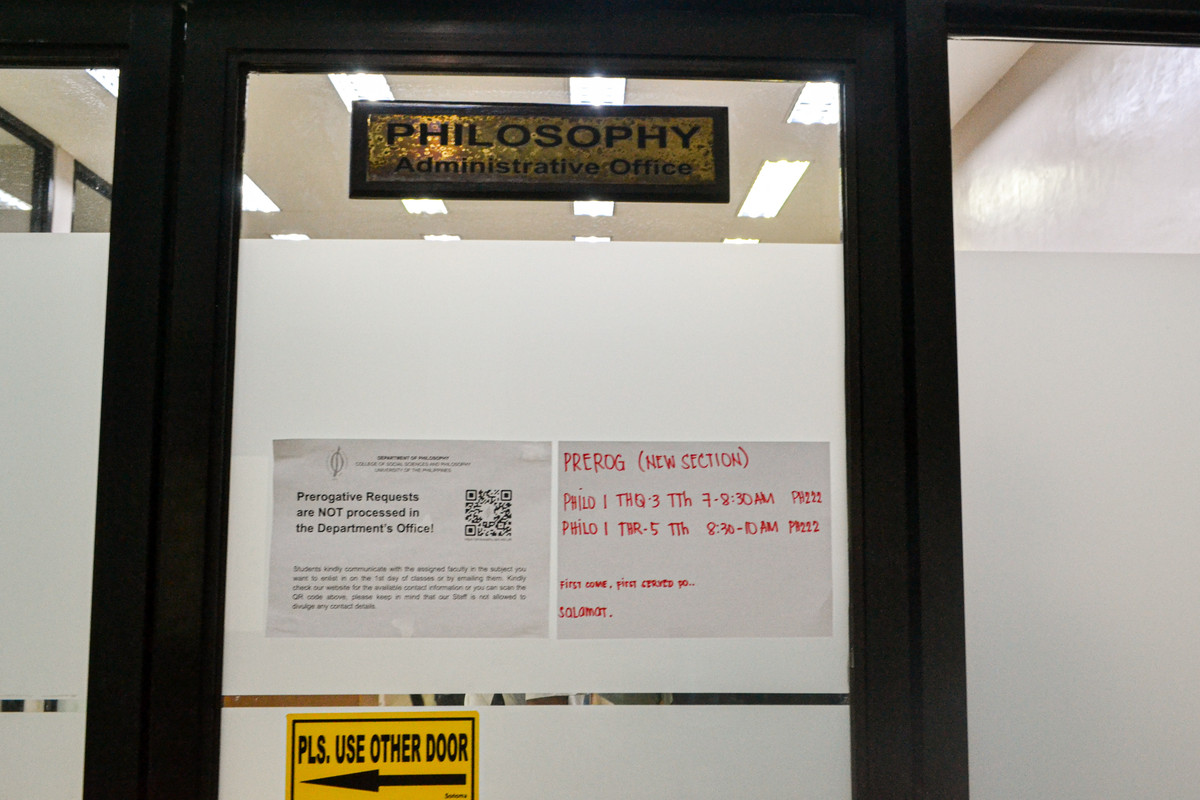 PHILOSOPHY
Administrative Office
DEPARTMENT OF PHILOSOPHY
COLLEGE OF SOCIAL SCIENCES AND PHILOSOPHY
UNIVERSITY OF THE PHILIPPINES
Prerogative Requests
are NOT processed in
the Department's Office!
Students kindly communicate with the assigned faculty in the subject you
want to enlist in on the 1st day of classes or by emailing them. Kindly
check our website for the available contact information or you can scan the
QR code above, please keep in mind that our Staff is not allowed to
divulge any contact details.
PREROG (NEW SECTION)
PHILO 1 THQ-3 TTh 7-8:30AM PH222
PHILO 1 THR-5 TTh 8:30-10AM PH222
FIRST COME, FIRST SERVED PO..
SALAMAT.
PLS. USE OTHER DOOR
Sonoma